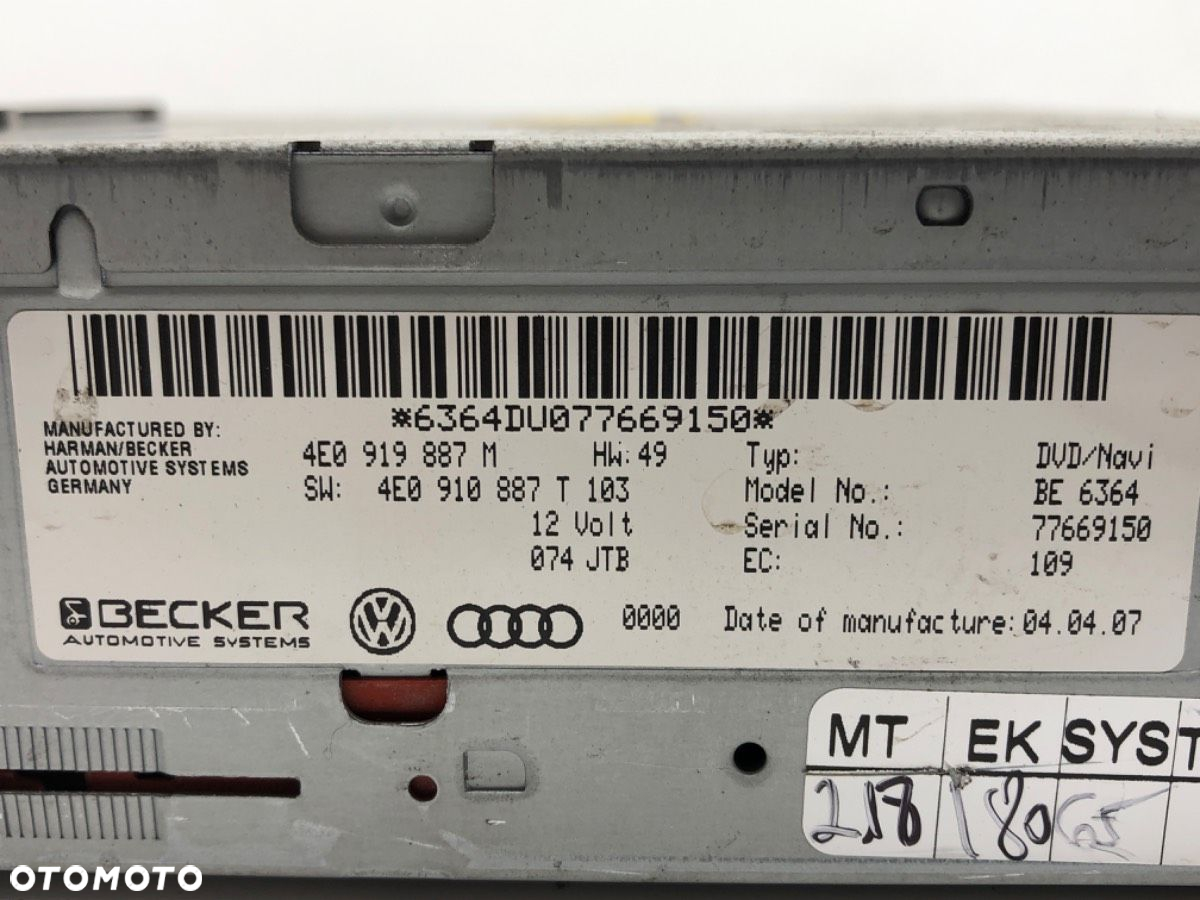 *6364DU077669150*
MANUFACTURED BY:
HARMAN/BECKER
AUTOMOTIVE SYSTEMS
GERMANY
4E0 919 887 M HW: 49
SW: 4E0 910 887 T 103
12 Volt
074 JTB
Typ: DVD/Navi
Model No.: BE 6364
Serial No.: 77669150
EC: 109
BECKER
AUTOMOTIVE SYSTEMS
0000 Date of manufacture: 04.04.07
MT EK SYST
218 180
OTOMOTO